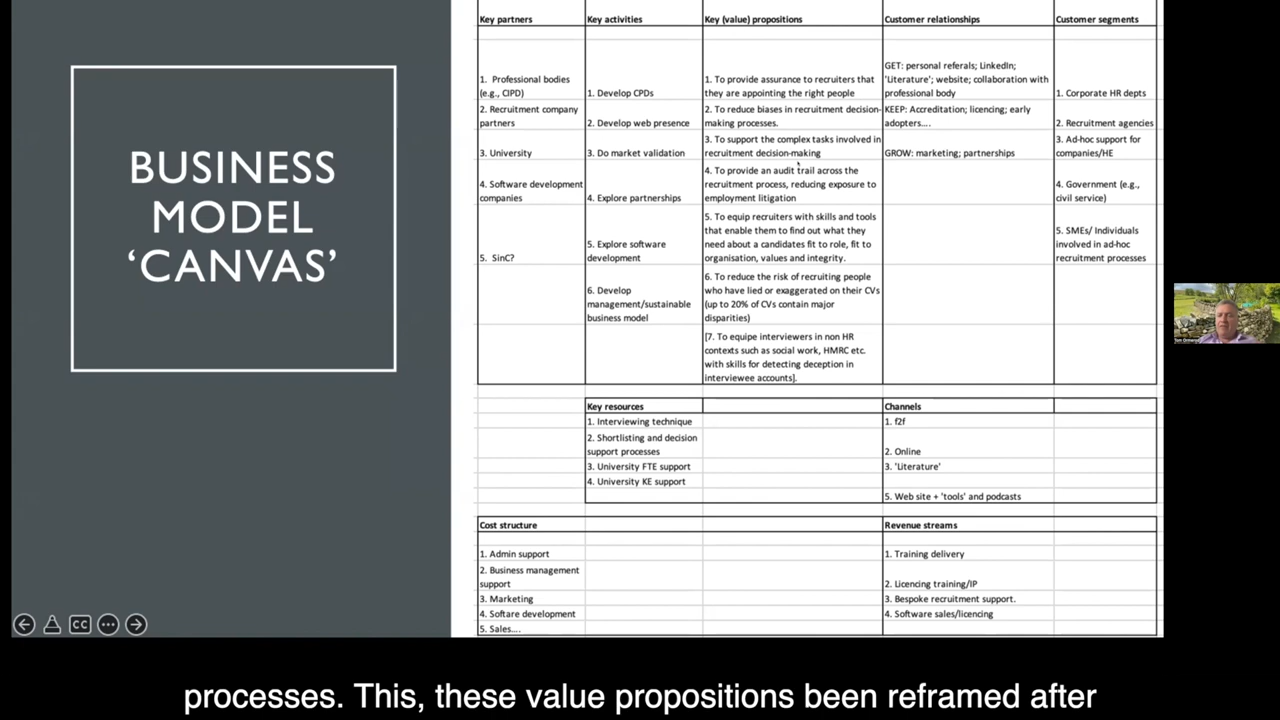 BUSINESS
MODEL
‘CANVAS’
Key partners
Key activities
Key (value) propositions
Customer relationships
Customer segments
1. Professional bodies
(e.g., CIPD)
1. Develop CPDs
1. To provide assurance to recruiters that
they are appointing the right people
GET: personal referrals; LinkedIn;
'Literature'; website; collaboration with
professional body
1. Corporate HR depts
2. Recruitment company
partners
2. Develop web presence
2. To reduce biases in recruitment decision-
making processes.
KEEP: Accreditation; licencing; early
adopters....
2. Recruitment agencies
3. University
3. Do market validation
3. To support the complex tasks involved in
recruitment decision-making
GROW: marketing; partnerships
3. Ad-hoc support for
companies/HE
4. Software development
companies
4. Explore partnerships
4. To provide an audit trail across the
recruitment process, reducing exposure to
employment litigation
4. Government (e.g.,
civil service)
5. SinC?
5. Explore software
development
5. To equip recruiters with skills and tools
that enable them to find out what they
need about a candidates fit to role, fit to
organisation, values and integrity.
5. SMEs/ Individuals
involved in ad-hoc
recruitment processes
6. Develop
management/sustainable
business model
6. To reduce the risk of recruiting people
who have lied or exaggerated on their CVs
(up to 20% of CVs contain major
disparities)
[7. To equipe interviewers in non HR
contexts such as social work, HMRC etc.
with skills for detecting deception in
interviewee accounts].
Key resources
Channels
1. Interviewing technique
1. f2f
2. Shortlisting and decision
support processes
2. Online
3. University FTE support
3. 'Literature'
4. University KE support
5. Web site + 'tools' and podcasts
Cost structure
Revenue streams
1. Admin support
1. Training delivery
2. Business management
support
2. Licencing training/IP
3. Marketing
3. Bespoke recruitment support.
4. Softare development
4. Software sales/licencing
5. Sales....
CC
Tom Ormerod
processes. This, these value propositions been reframed after